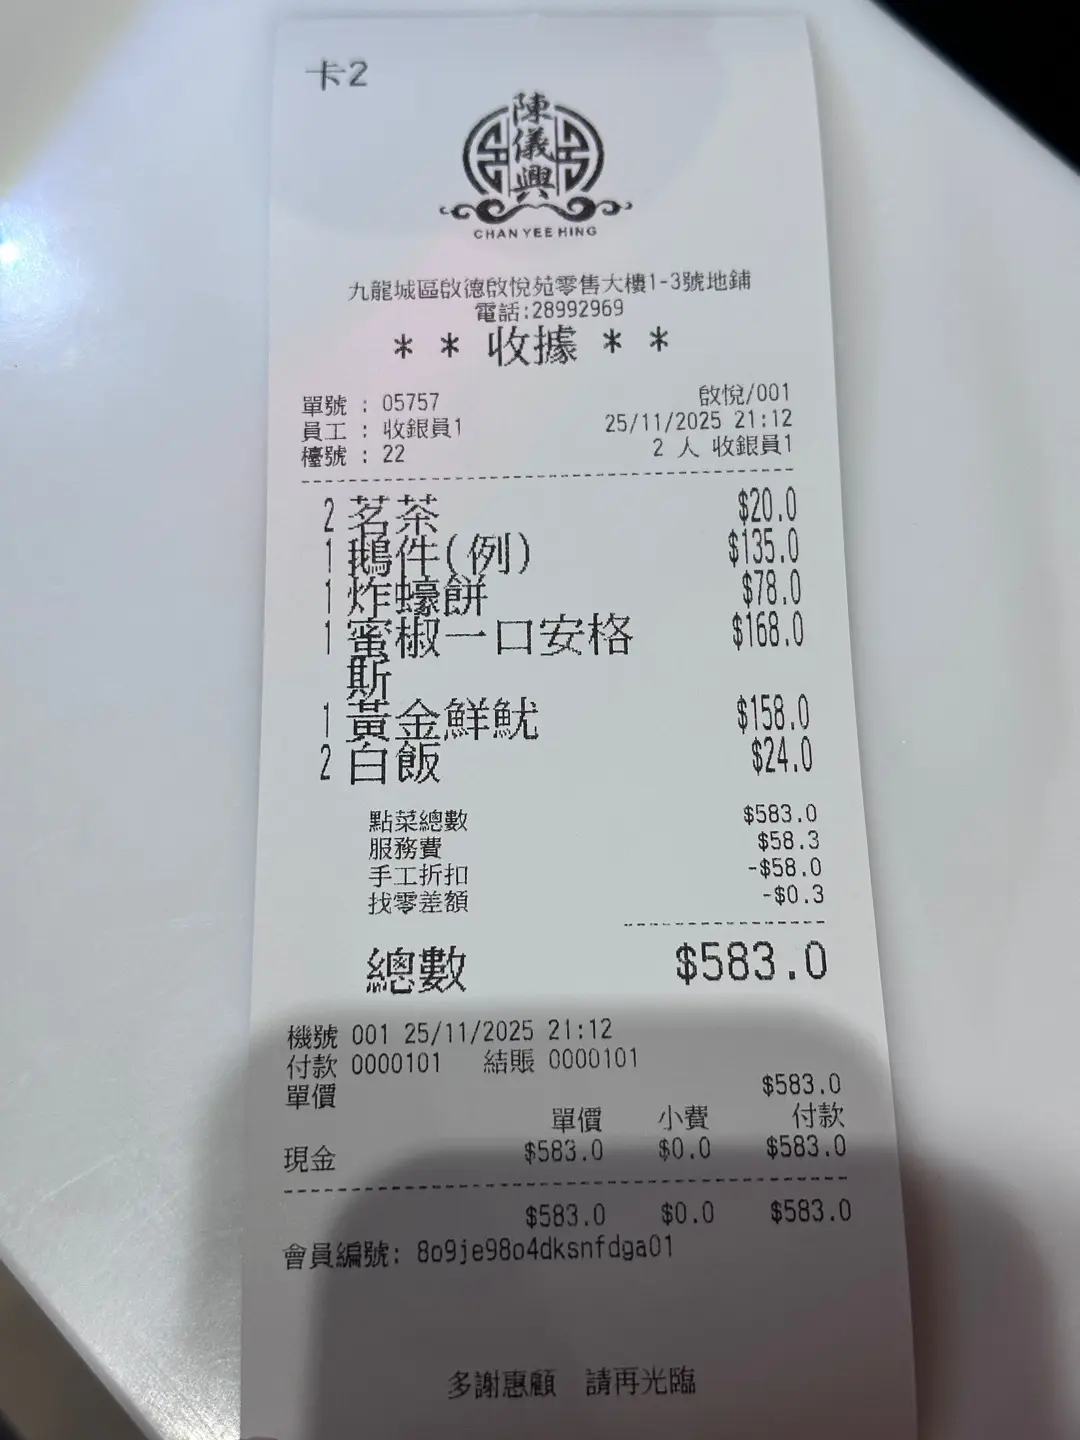 卡2
陳儀興
CHAN YEE HING
九龍城區啟德啟悅苑零售大樓1-3號地鋪
電話:28992969
* * 收據 * *
單號 : 05757 啟悅/001
員工 : 收銀員1 25/11/2025 21:12
檯號 : 22 2 人 收銀員1
2 茗茶 $20.0
1 鵝件(例) $135.0
1 炸蠔餅 $78.0
1 蜜椒一口安格 $168.0
斯
1 黃金鮮魷 $158.0
2 白飯 $24.0
點菜總數 $583.0
服務費 $58.3
手工折扣 -$58.0
找零差額 -$0.3
總數 $583.0
機號 001 25/11/2025 21:12
付款 0000101 結賬 0000101
單價 $583.0
單價 小費 付款
現金 $583.0 $0.0 $583.0
$583.0 $0.0 $583.0
會員編號: 8o9je98o4dksnfdga01
多謝惠顧 請再光臨